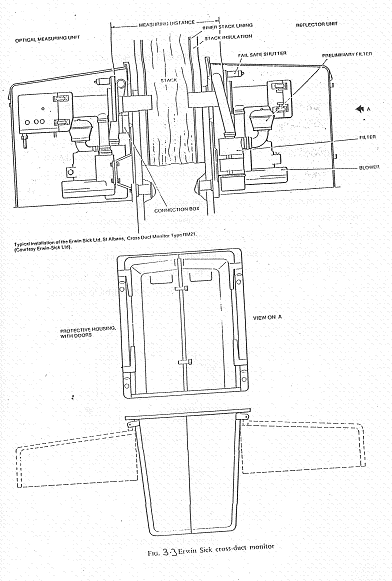 MEASURING DISTANCE
INNER STACK LINING
OPTICAL MEASURING UNIT
REFLECTOR UNIT
STACK INSULATION
FAIL SAFE SHUTTER
PRELIMINARY FILTER
STACK
A
FILTER
BLOWER
CONNECTION BOX
Typical installation of the Erwin Sick Ltd. St Albans, Cross Duct Monitor Type RM21.
(Courtesy Erwin-Sick Ltd).
PROTECTIVE HOUSING,
WITH DOORS
VIEW ON A
FIG. 3.3 Erwin Sick cross-duct monitor